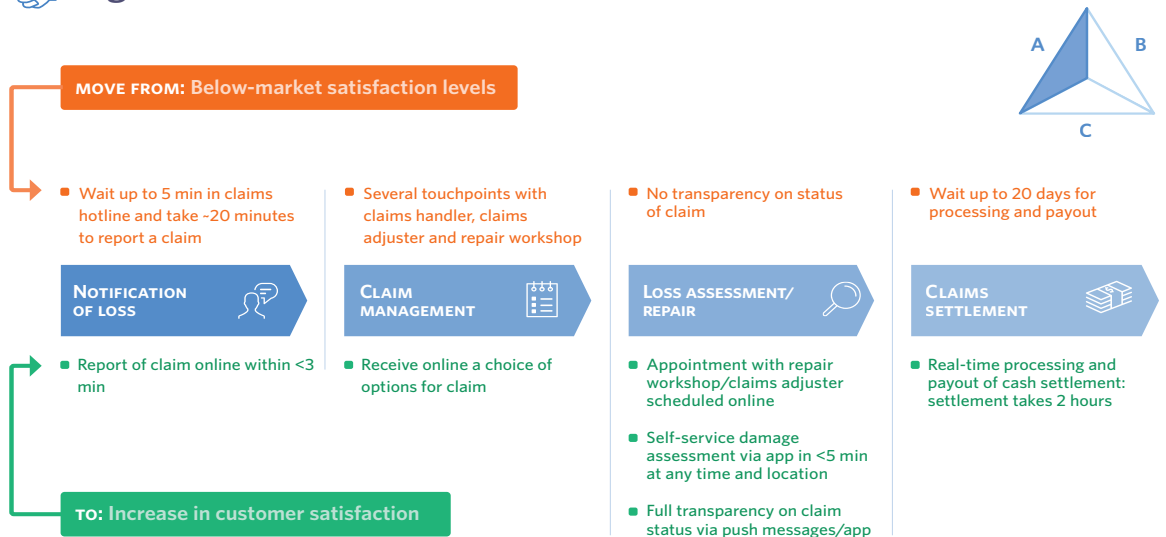 MOVE FROM: Below-market satisfaction levels
A
B
C
Wait up to 5 min in claims
hotline and take ~20 minutes
to report a claim
Several touchpoints with
claims handler, claims
adjuster and repair workshop
No transparency on status
of claim
Wait up to 20 days for
processing and payout
NOTIFICATION
OF LOSS
CLAIM
MANAGEMENT
LOSS ASSESSMENT/
REPAIR
CLAIMS
SETTLEMENT
Report of claim online within <3
min
Receive online a choice of
options for claim
Appointment with repair
workshop/claims adjuster
scheduled online
Self-service damage
assessment via app in <5 min
at any time and location
Full transparency on claim
status via push messages/app
Real-time processing and
payout of cash settlement:
settlement takes 2 hours
TO: Increase in customer satisfaction